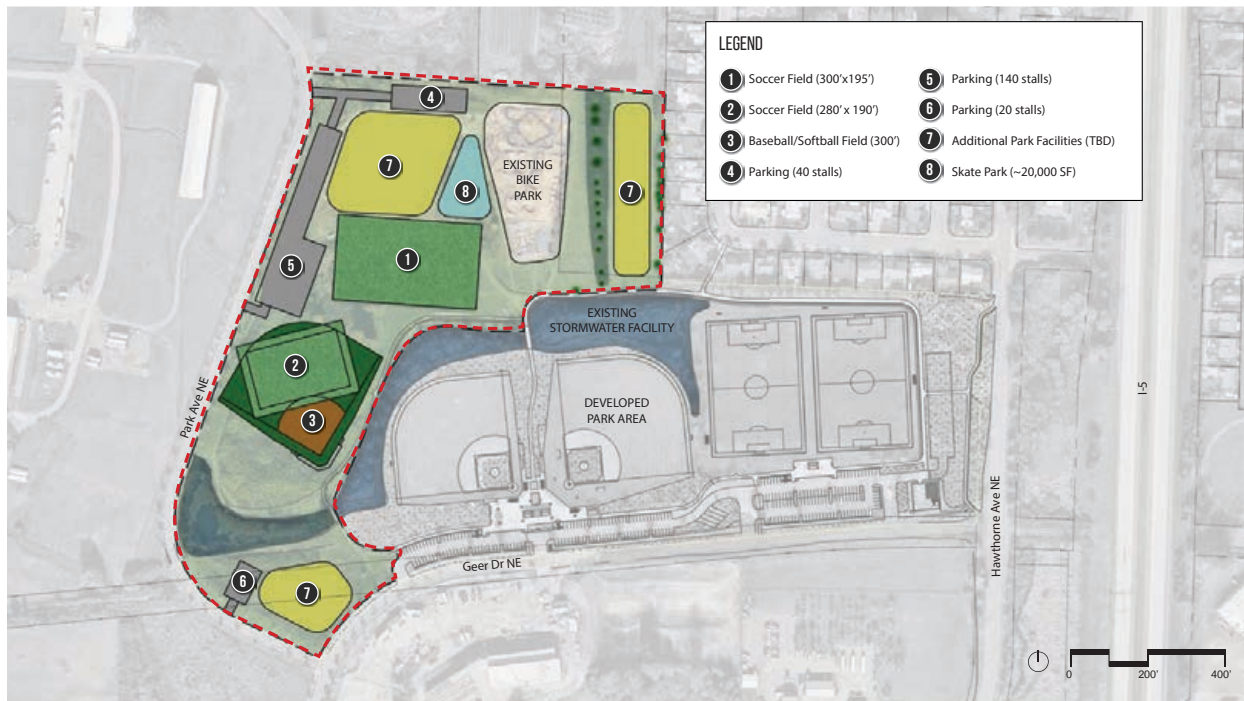 LEGEND
1 Soccer Field (300'x195')
2 Soccer Field (280' x 190')
3 Baseball/Softball Field (300')
4 Parking (40 stalls)
5 Parking (140 stalls)
6 Parking (20 stalls)
7 Additional Park Facilities (TBD)
8 Skate Park (~20,000 SF)
4
7
8
EXISTING
BIKE
PARK
7
1
5
EXISTING
STORMWATER FACILITY
2
3
Park Ave NE
DEVELOPED
PARK AREA
I-5
Hawthorne Ave NE
Geer Dr NE
6
7
0
200'
400'